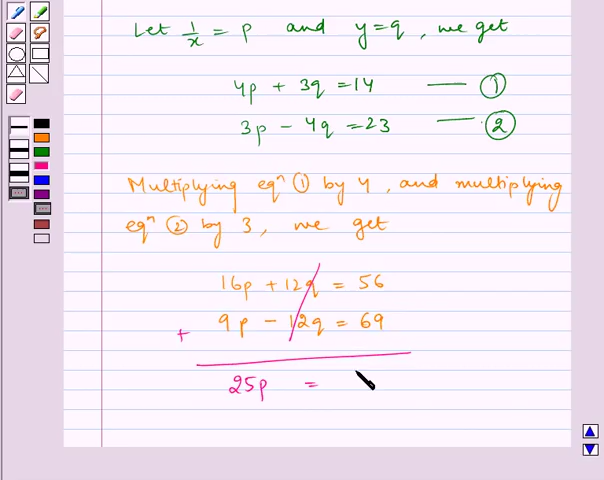 Let 1/x = p and y=q, we get
4p + 3q =14 —— ①
3p − 4q =23 —— ②
Multiplying eqⁿ ① by 4, and multiplying
eqⁿ ② by 3, we get
16p + 12q = 56
+ 9p − 12q = 69
25p =